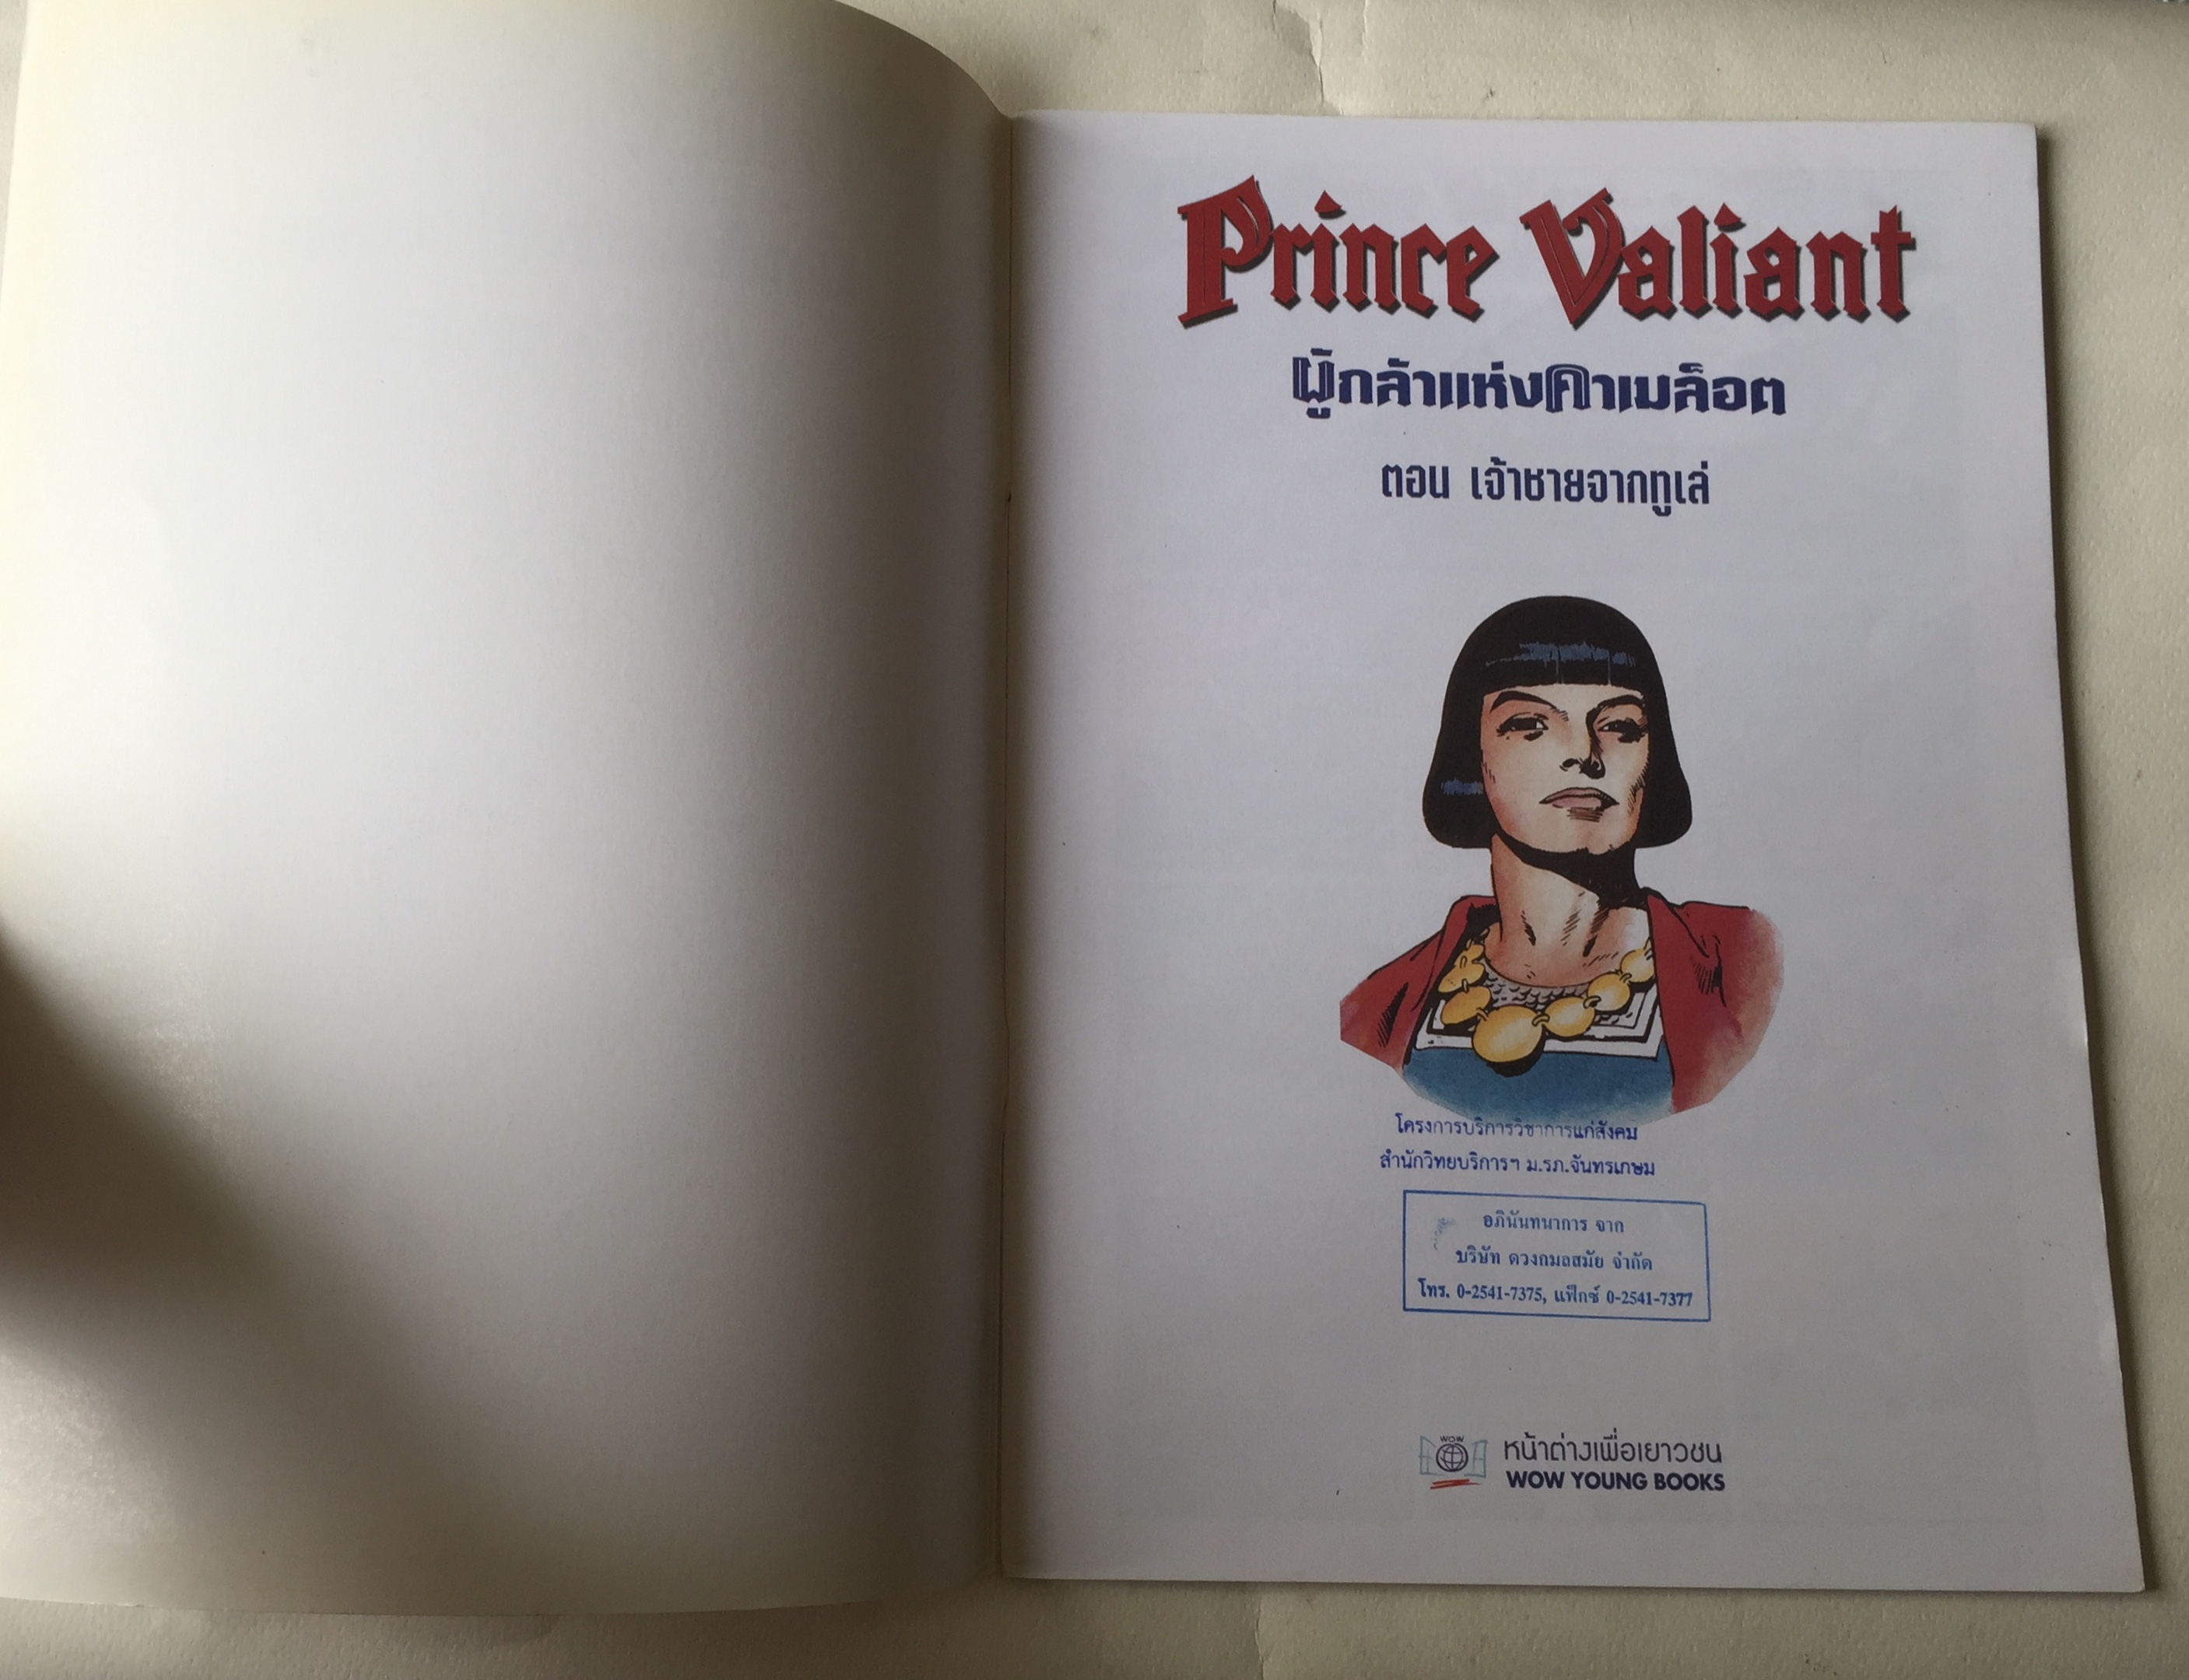 Prince Valiant
ผู้กล้าแห่งคาเมล็อต
ตอน เจ้าชายจากทูเล่
โครงการบริการวิชาการแก่สังคม
สำนักวิทยบริการฯ ม.รภ.จันทรเกษม
อภินันทนาการ จาก
บริษัท ดวงกมลสมัย จำกัด
โทร. 0-2541-7375, แฟ็กซ์ 0-2541-7377
WOW
หน้าต่างเพื่อเยาวชน
WOW YOUNG BOOKS